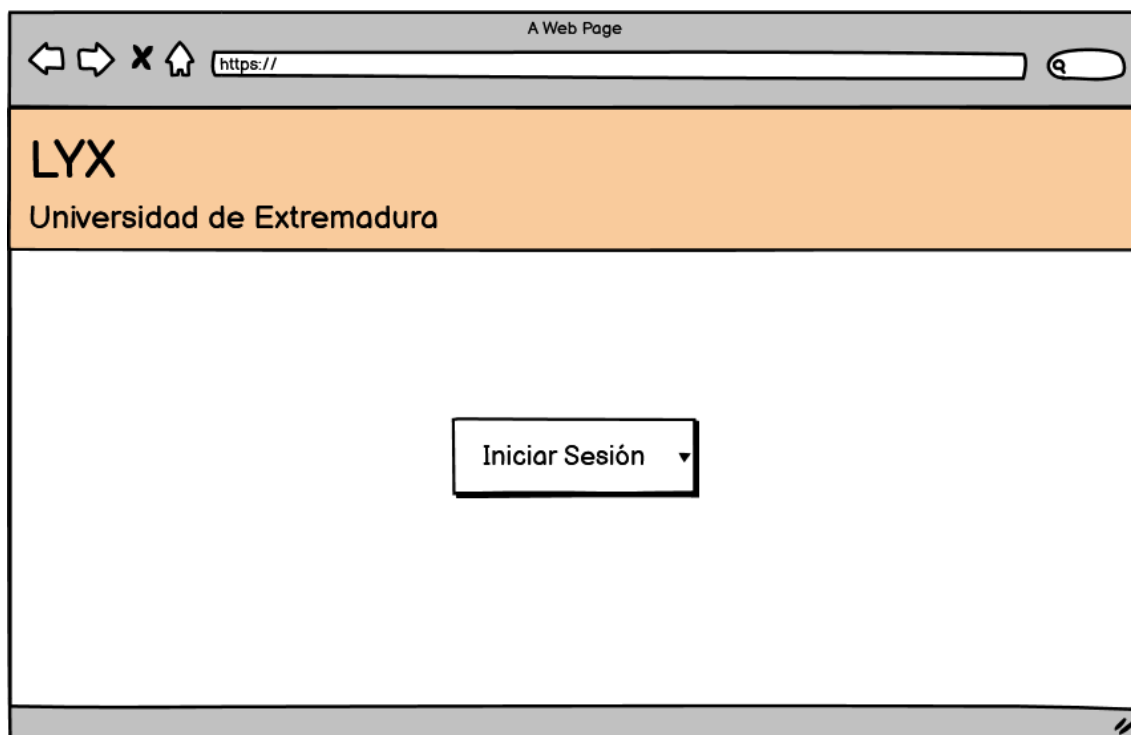 A Web Page
https://
LYX
Universidad de Extremadura
Iniciar Sesión